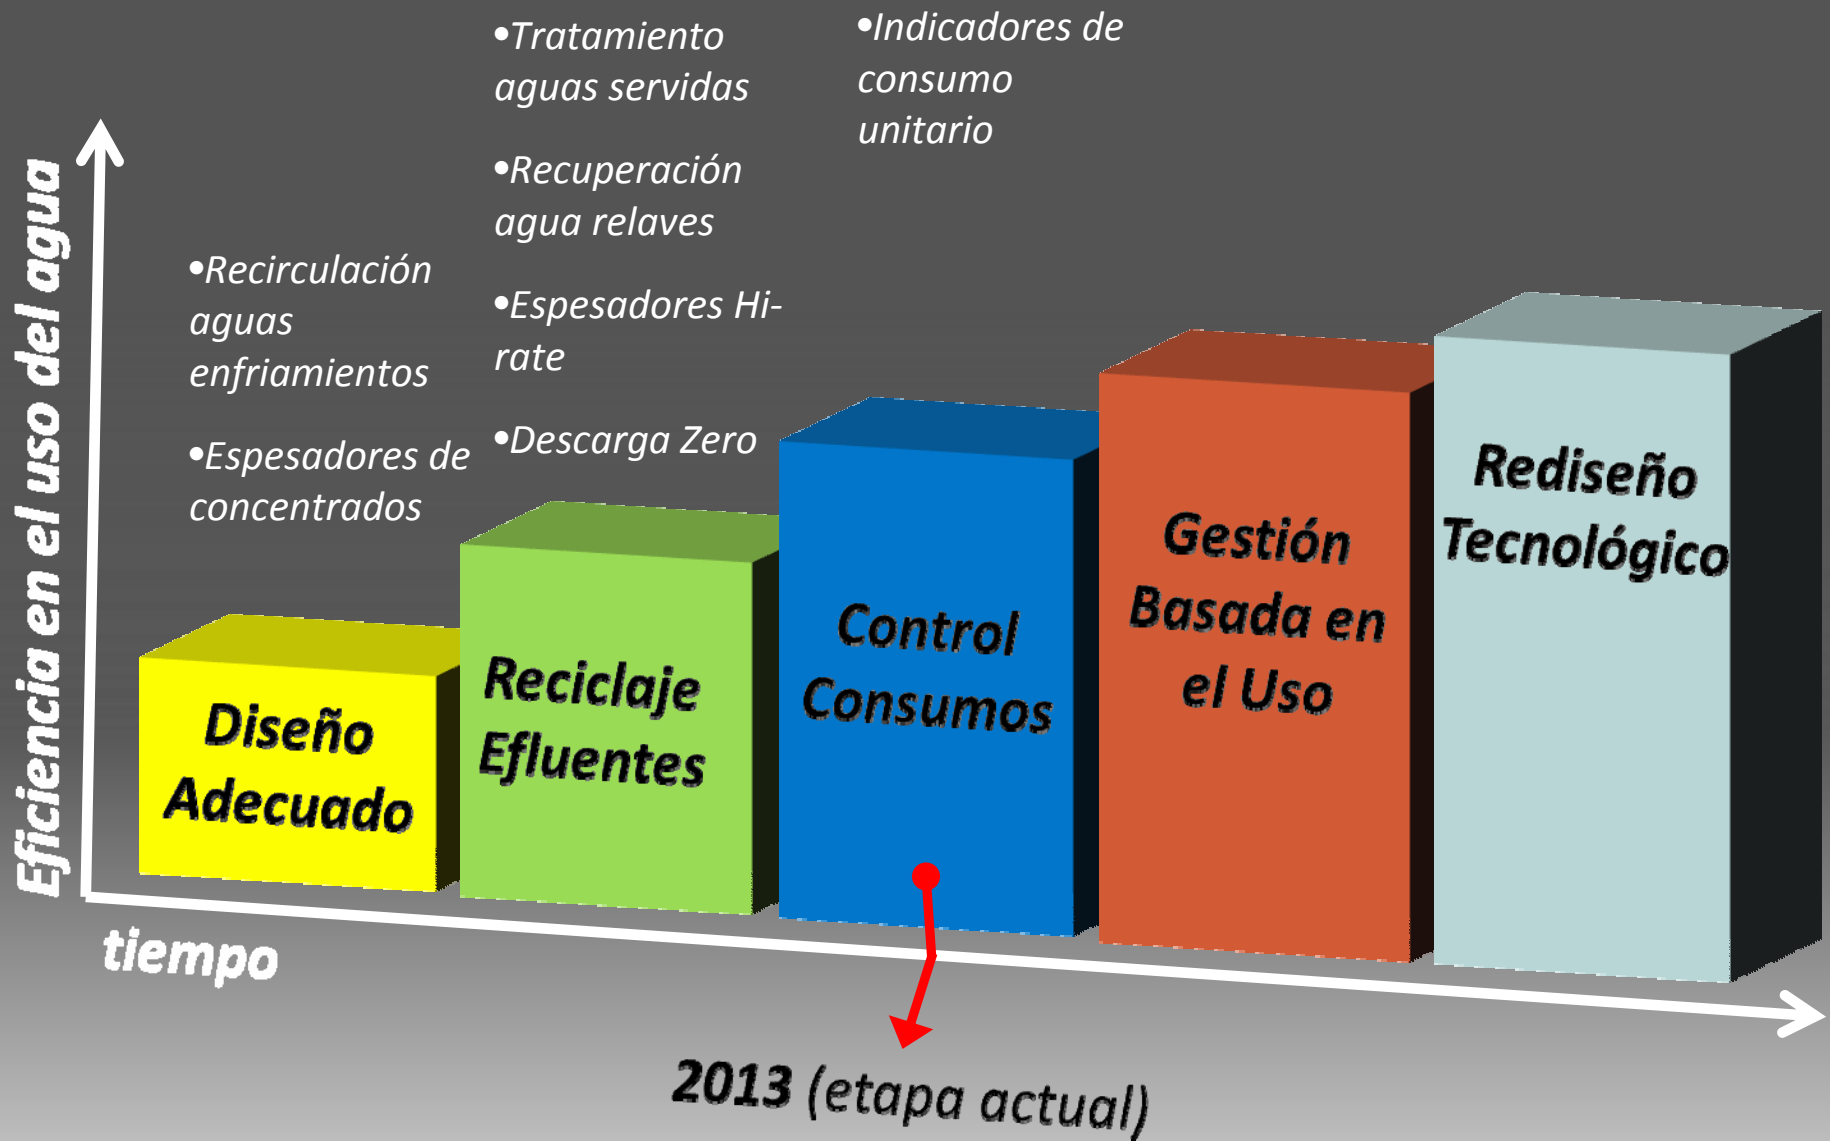 Eficiencia en el uso del agua
•Recirculación
aguas
enfriamientos
•Espesadores de
concentrados
•Tratamiento
aguas servidas
•Recuperación
agua relaves
•Espesadores Hi-
rate
•Descarga Zero
•Indicadores de
consumo
unitario
Diseño
Adecuado
Reciclaje
Efluentes
Control
Consumos
Gestión
Basada en
el Uso
Rediseño
Tecnológico
tiempo
2013 (etapa actual)